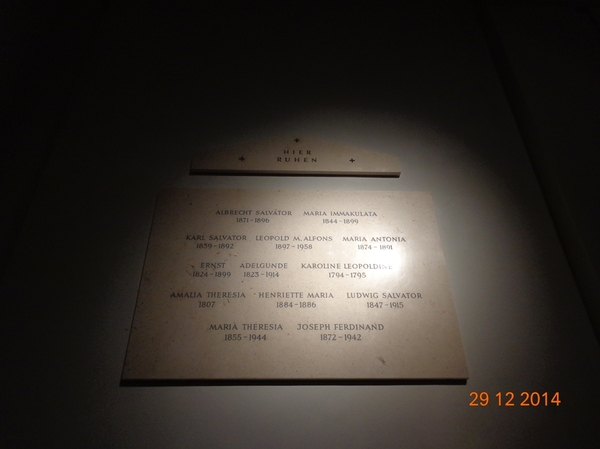 HIER
RUHEN
ALBRECHT SALVATOR MARIA IMMAKULATA
1871-1896 1844-1899
KARL SALVATOR LEOPOLD M. ALFONS MARIA ANTONIA
1839-1892 1897-1958 1874-1891
ERNST ADELGUNDE KAROLINE LEOPOLDINE
1824-1899 1823-1914 1794-1795
AMALIA THERESIA HENRIETTE MARIA LUDWIG SALVATOR
1807 1884-1886 1847-1915
MARIA THERESIA JOSEPH FERDINAND
1855-1944 1872-1942
29 12 2014